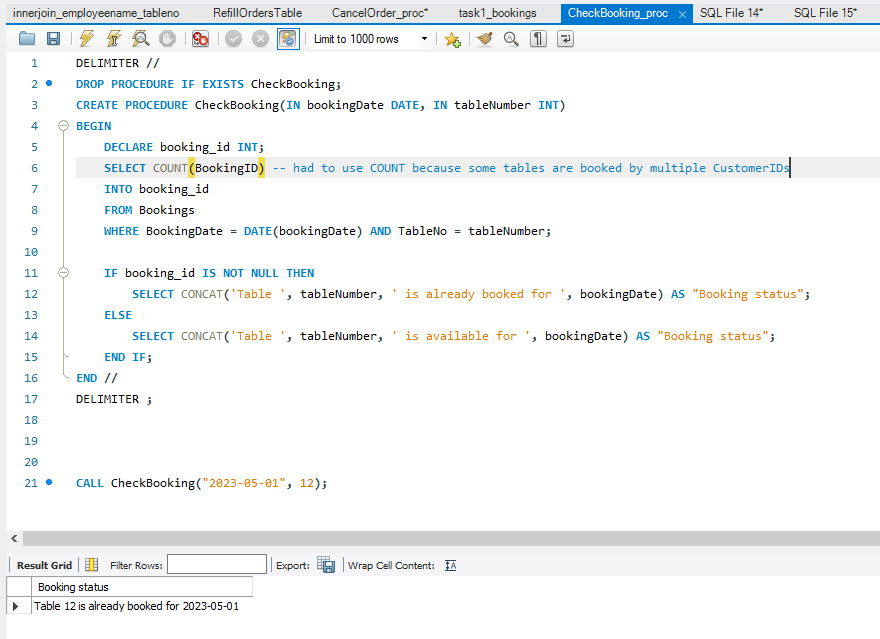 innerjoin_employeename_tableno RefillOrdersTable CancelOrder_proc* task1_bookings CheckBooking_proc SQL File 14* SQL File 15*
Limit to 1000 rows
1 DELIMITER //
2 DROP PROCEDURE IF EXISTS CheckBooking;
3 CREATE PROCEDURE CheckBooking(IN bookingDate DATE, IN tableNumber INT)
4 BEGIN
5 DECLARE booking_id INT;
6 SELECT COUNT(BookingID) -- had to use COUNT because some tables are booked by multiple CustomerIDs
7 INTO booking_id
8 FROM Bookings
9 WHERE BookingDate = DATE(bookingDate) AND TableNo = tableNumber;
10
11 IF booking_id IS NOT NULL THEN
12 SELECT CONCAT('Table ', tableNumber, ' is already booked for ', bookingDate) AS "Booking status";
13 ELSE
14 SELECT CONCAT('Table ', tableNumber, ' is available for ', bookingDate) AS "Booking status";
15 END IF;
16 END //
17 DELIMITER ;
18
19
20
21 CALL CheckBooking("2023-05-01", 12);
Result Grid Filter Rows: Export: Wrap Cell Content:
Booking status
Table 12 is already booked for 2023-05-01